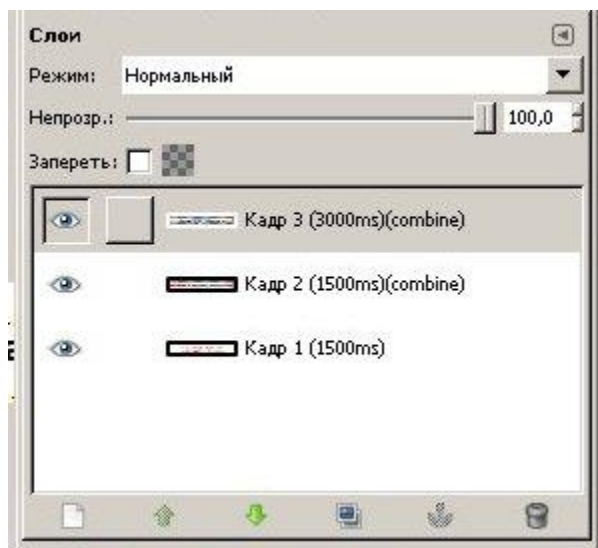 Слои
Режим: Нормальный
Непрозр.: 100,0
Запереть:
Кадр 3 (3000ms)(combine)
Кадр 2 (1500ms)(combine)
Кадр 1 (1500ms)